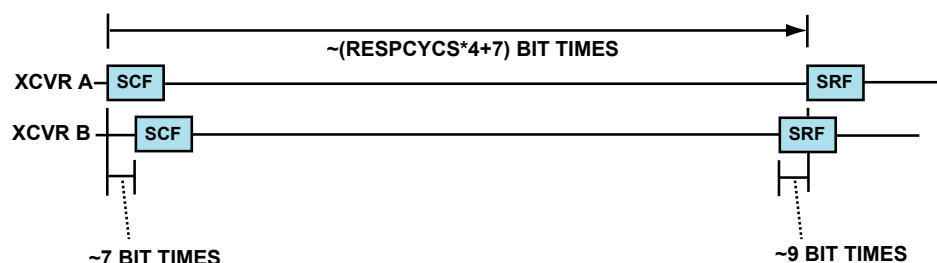 ~(RESPCYCS*4+7) BIT TIMES
XCVR A SCF SRF
XCVR B SCF SRF
~7 BIT TIMES ~9 BIT TIMES